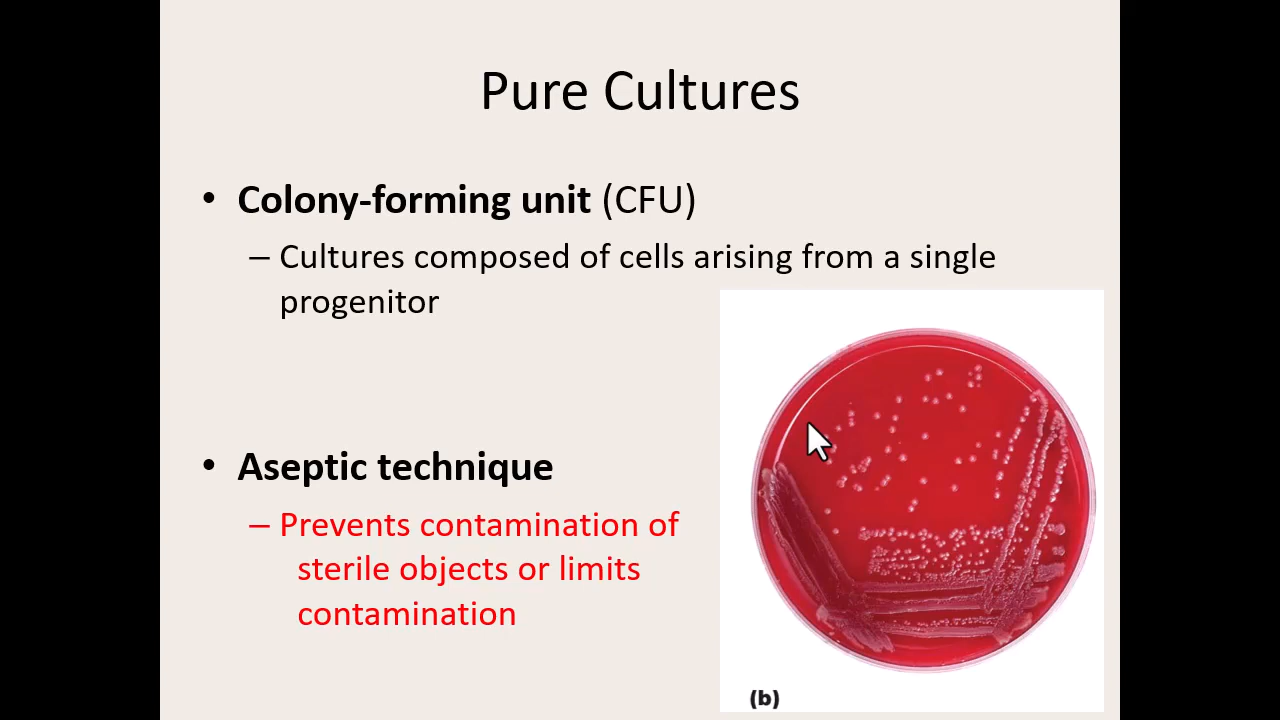 Pure Cultures
• Colony-forming unit (CFU)
– Cultures composed of cells arising from a single
progenitor
• Aseptic technique
– Prevents contamination of
sterile objects or limits
contamination
(b)